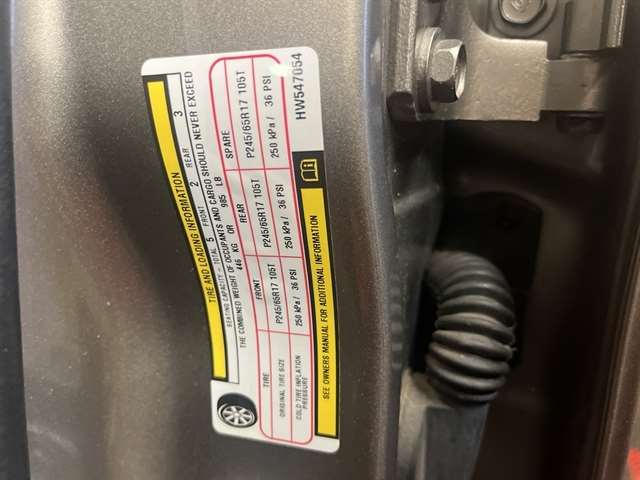 TIRE AND LOADING INFORMATION
SEATING CAPACITY - TOTAL 5 FRONT 2 REAR 3
THE COMBINED WEIGHT OF OCCUPANTS AND CARGO SHOULD NEVER EXCEED
446 KG OR 985 LB
TIRE FRONT REAR SPARE
ORIGINAL TIRE SIZE P245/65R17 105T P245/65R17 105T P245/65R17 105T
COLD TIRE INFLATION PRESSURE 250 kPa / 36 PSI 250 kPa / 36 PSI 250 kPa / 36 PSI
SEE OWNERS MANUAL FOR ADDITIONAL INFORMATION
HW547054